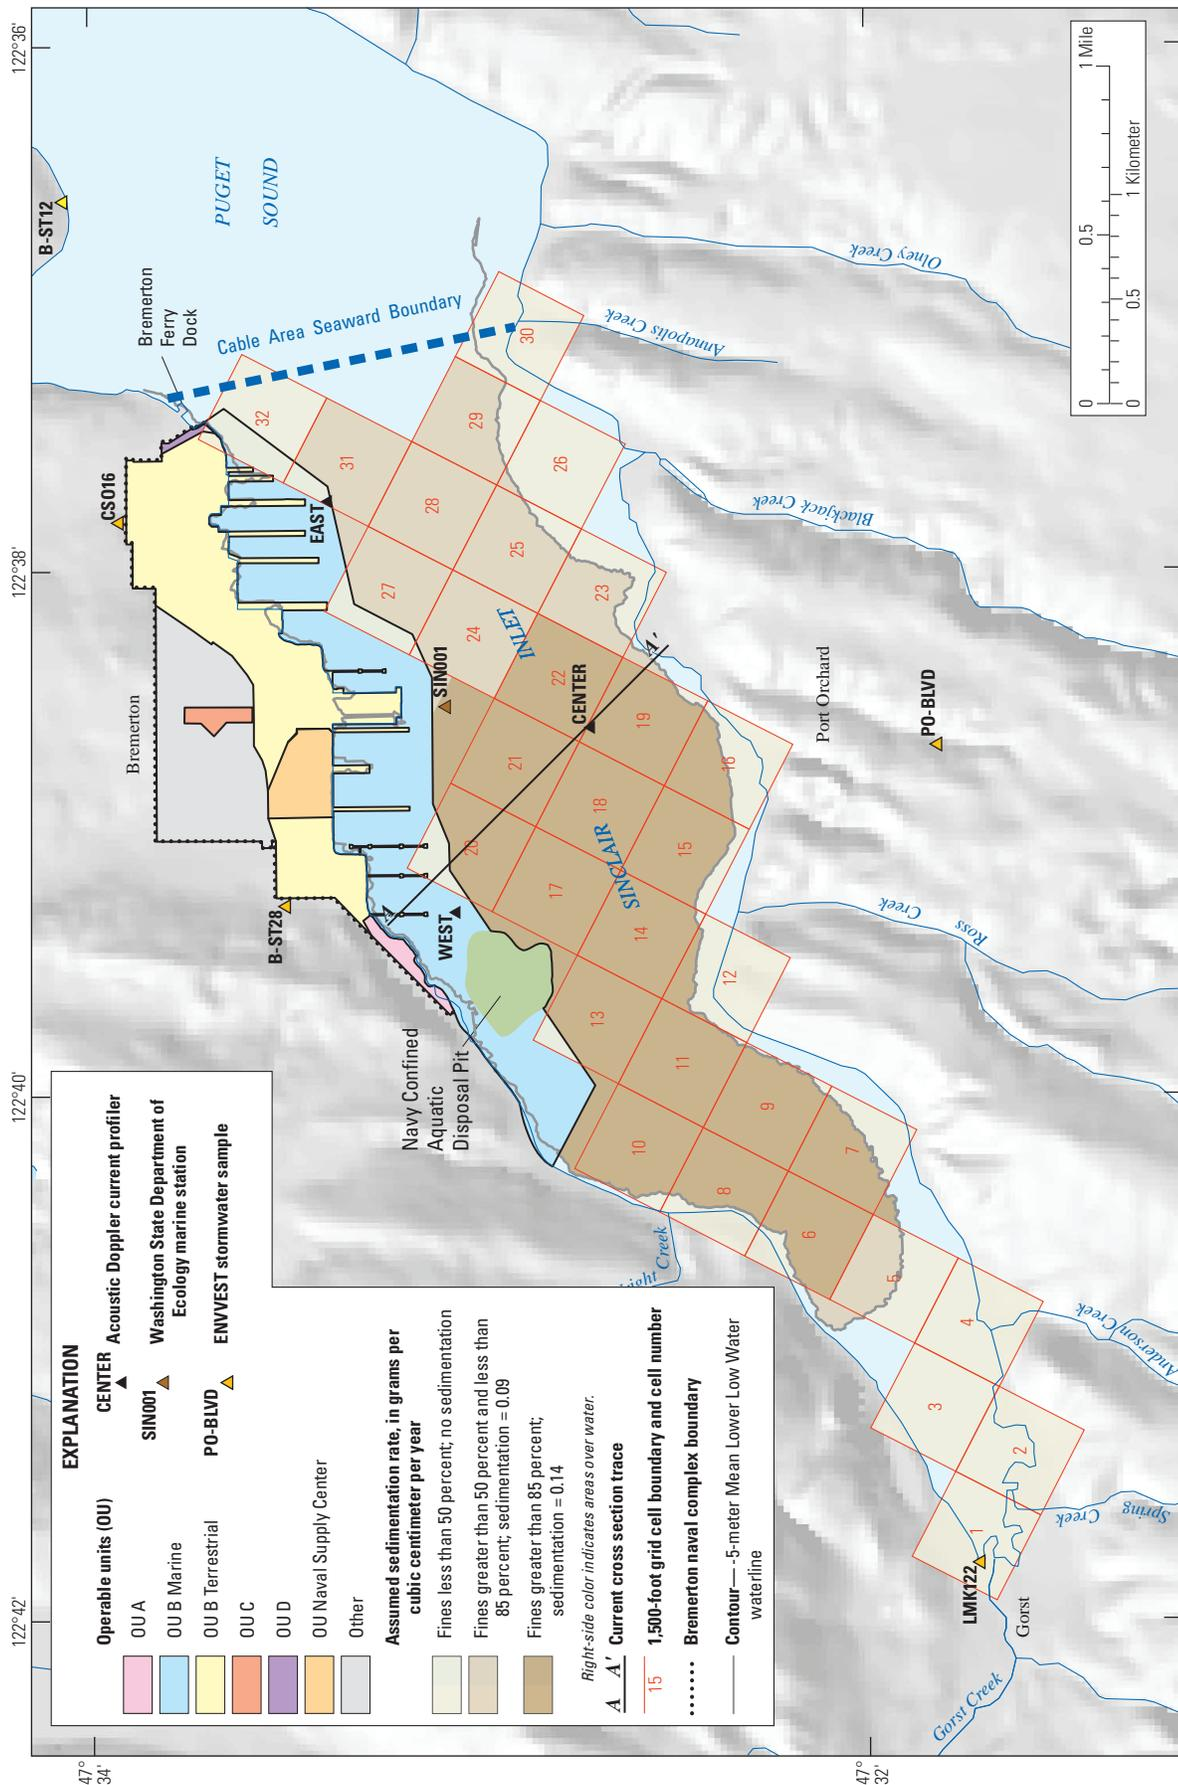 122°42'
122°40'
122°38'
122°36'
47°
34'
47°
32'
EXPLANATION
Operable units (OU)
OU A
OU B Marine
OU B Terrestrial
OU C
OU D
OU Naval Supply Center
Other
Assumed sedimentation rate, in grams per
cubic centimeter per year
Fines less than 50 percent; no sedimentation
Fines greater than 50 percent and less than
85 percent; sedimentation = 0.09
Fines greater than 85 percent;
sedimentation = 0.14
Right-side color indicates areas over water.
A A' Current cross section trace
15 1,500-foot grid cell boundary and cell number
Bremerton naval complex boundary
Contour— -5-meter Mean Lower Low Water
waterline
CENTER Acoustic Doppler current profiler
SIN001 Washington State Department of
Ecology marine station
PO-BLVD ENVVEST stormwater sample
B-ST12
PUGET
SOUND
Bremerton
Ferry
Dock
Cable Area Seaward Boundary
CSO16
Bremerton
B-ST28
EAST
WEST
SIN001
CENTER
A
A'
Navy Confined
Aquatic
Disposal Pit
SINCLAIR
INLET
Port Orchard
PO-BLVD
LMK122
Gorst
Gorst Creek
Spring
Creek
Anderson Creek
Ross
Creek
Blackjack Creek
Annapolis Creek
Olney Creek
ight Creek
1
2
3
4
5
6
7
8
9
10
11
12
13
14
15
16
17
18
19
20
21
22
23
24
25
26
27
28
29
30
31
32
0 0.5 1 Mile
0 0.5 1 Kilometer